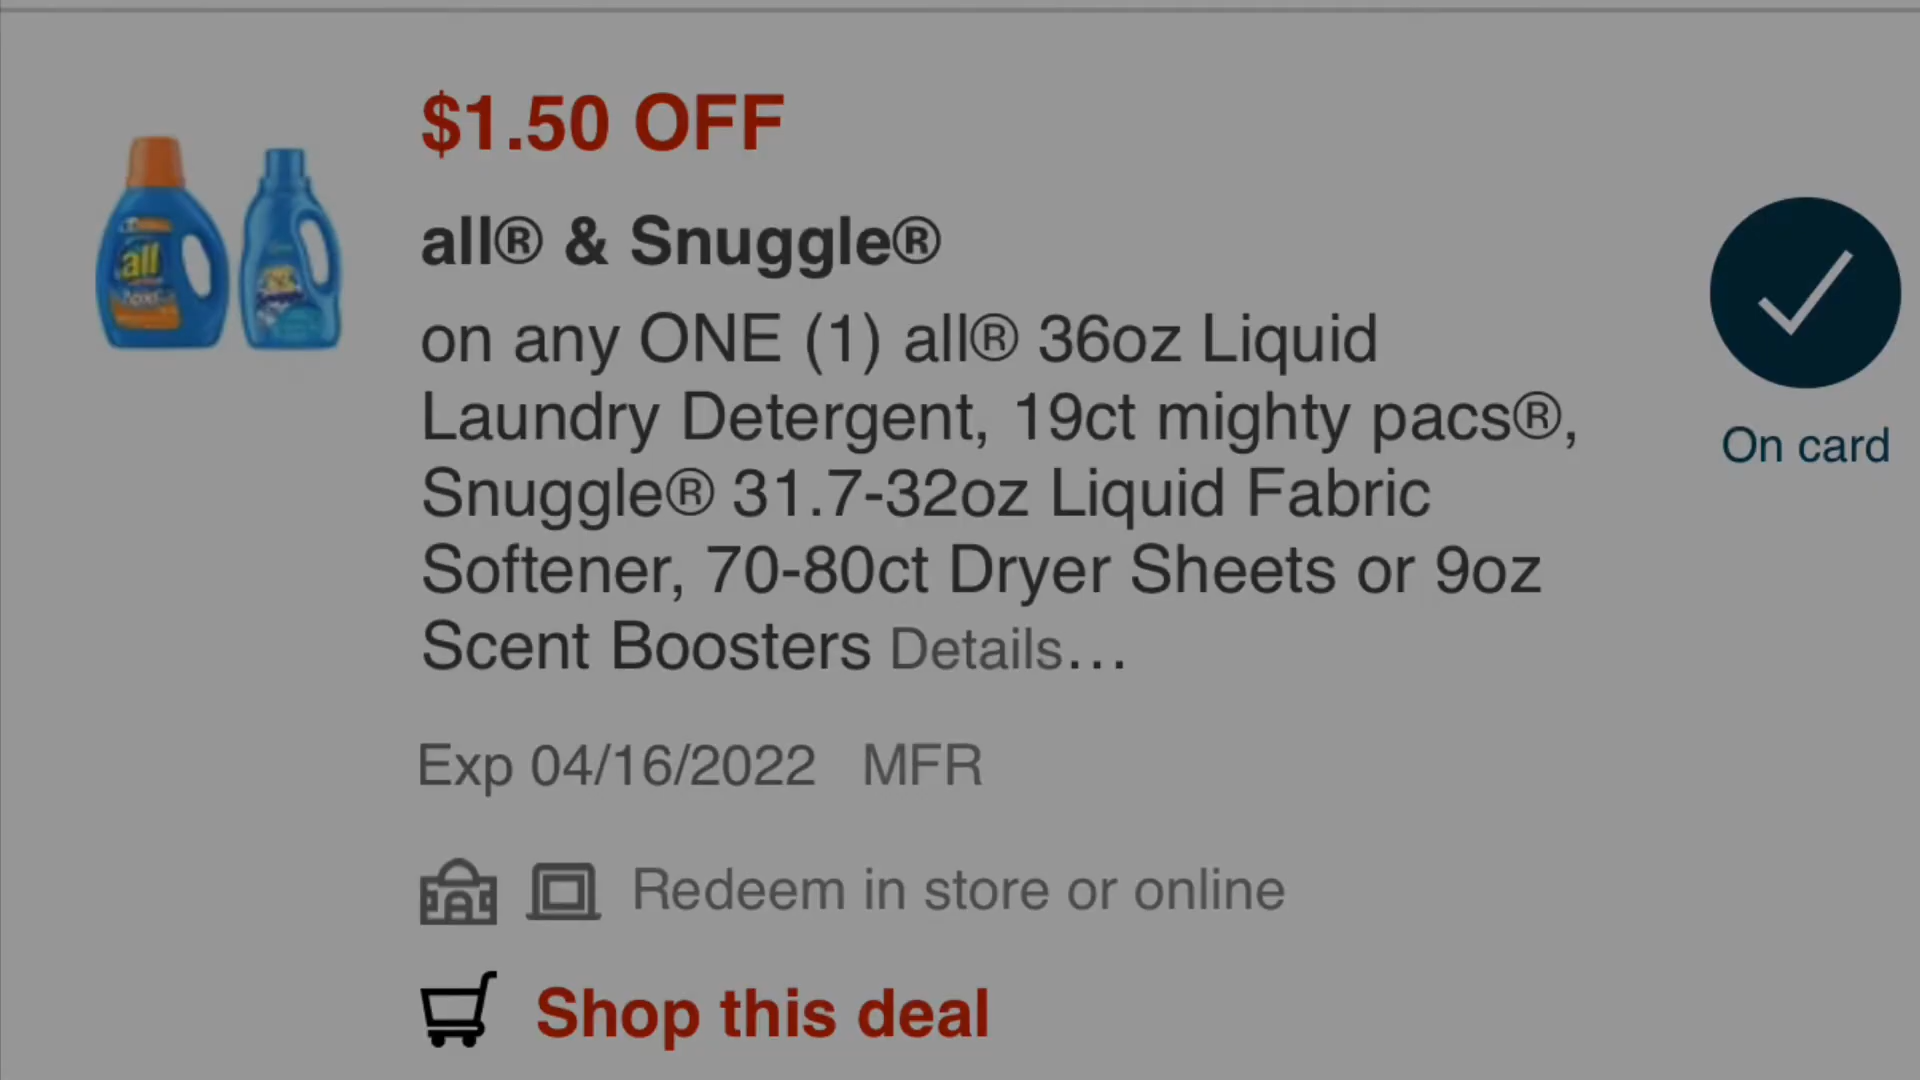 $1.50 OFF
all® & Snuggle®
on any ONE (1) all® 36oz Liquid
Laundry Detergent, 19ct mighty pacs®,
Snuggle® 31.7-32oz Liquid Fabric
Softener, 70-80ct Dryer Sheets or 9oz
Scent Boosters Details...
On card
Exp 04/16/2022 MFR
Redeem in store or online
Shop this deal
all